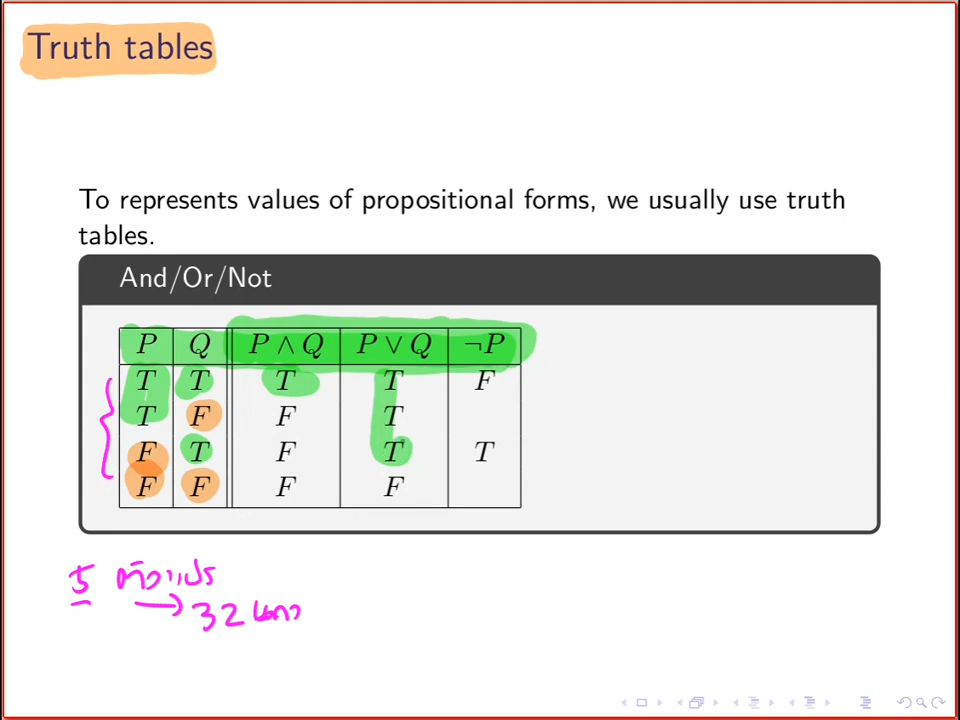 Truth tables
To represents values of propositional forms, we usually use truth
tables.
And/Or/Not
P Q P ∧ Q P ∨ Q ¬P
T T T T F
T F F T
F T F T T
F F F F
5 ตัวแปร
32 แถว